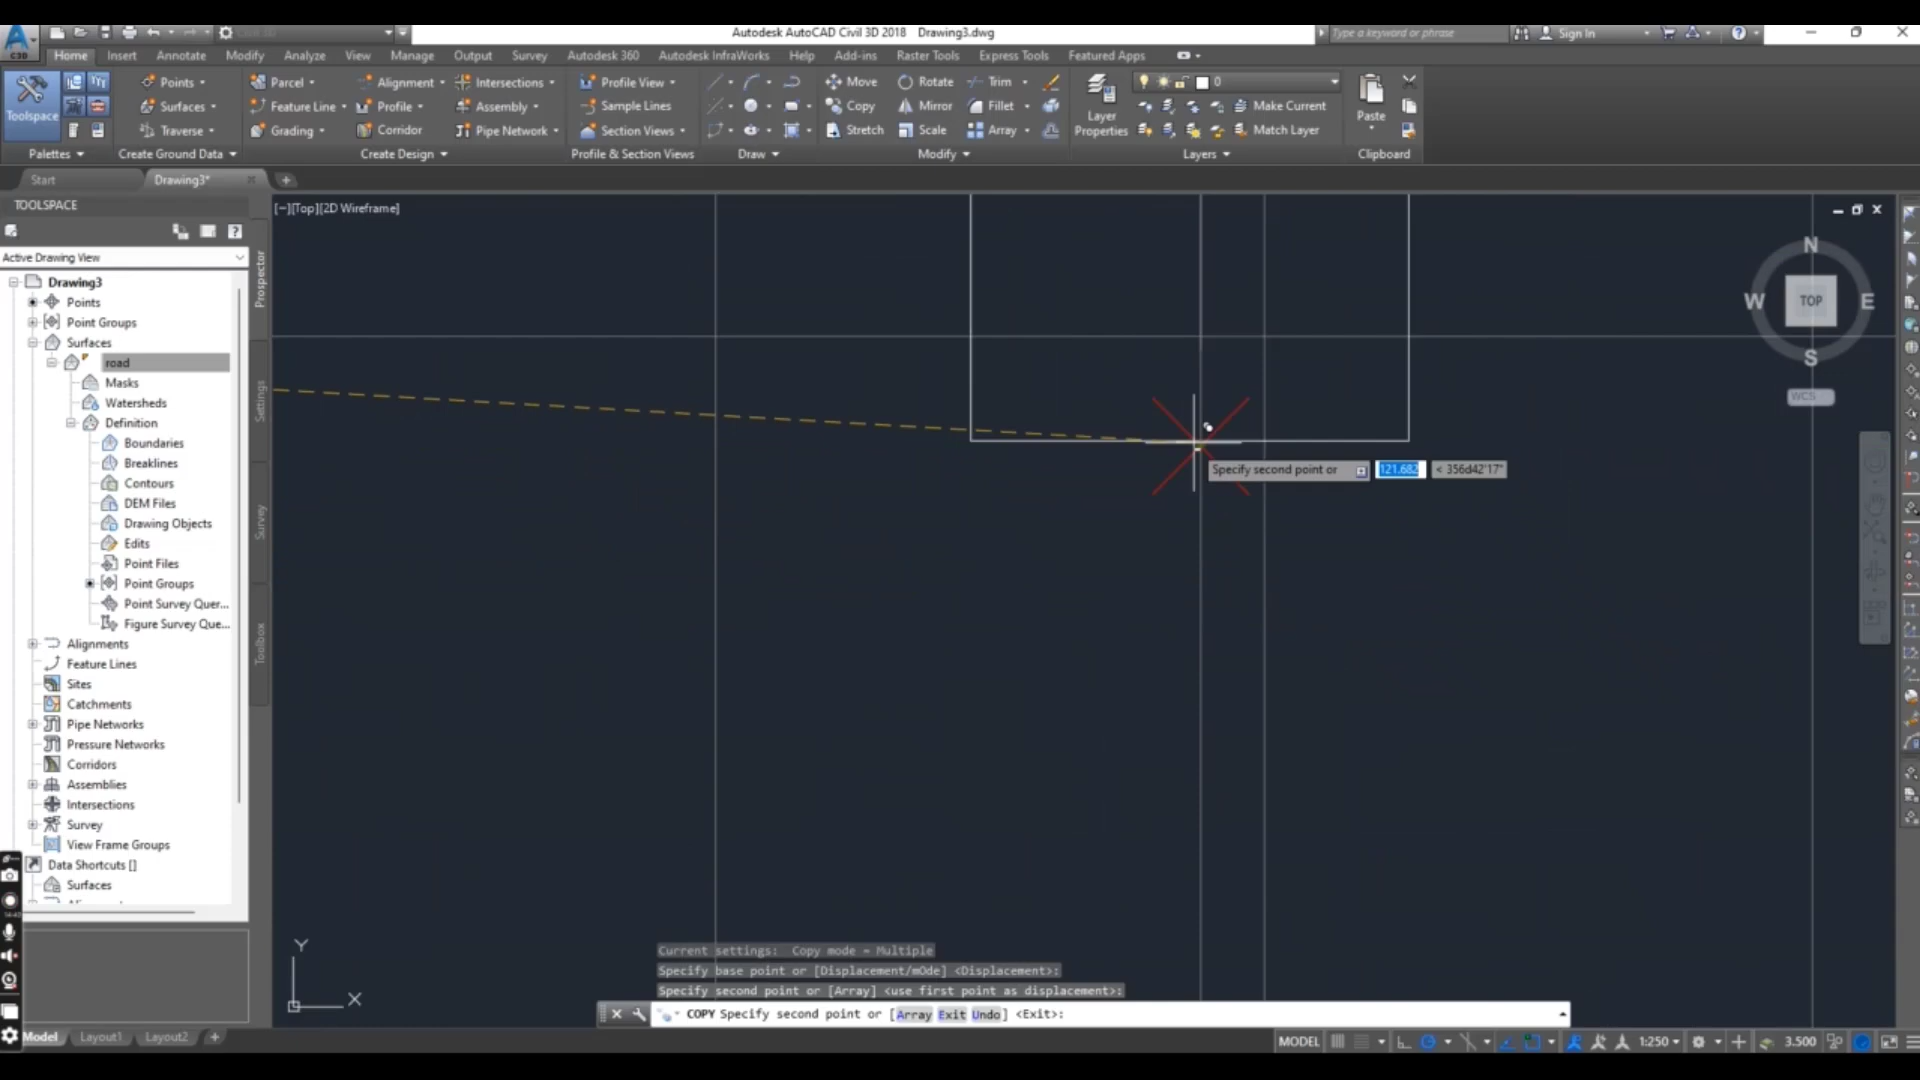 Autodesk AutoCAD Civil 3D 2018 Drawing3.dwg
Type a keyword or phrase
Sign In
C3D
Home Insert Annotate Modify Analyze View Manage Output Survey Autodesk 360 Autodesk InfraWorks Help Add-ins Raster Tools Express Tools Featured Apps
Toolspace
Points
Surfaces
Traverse
Parcel
Feature Line
Grading
Alignment
Profile
Corridor
Intersections
Assembly
Pipe Network
Profile View
Sample Lines
Section Views
Move
Copy
Stretch
Rotate
Mirror
Scale
Trim
Fillet
Array
Layer
Properties
0
Make Current
Match Layer
Paste
Palettes
Create Ground Data
Create Design
Profile & Section Views
Draw
Modify
Layers
Clipboard
Start
Drawing3*
TOOLSPACE
Active Drawing View
Drawing3
Points
Point Groups
Surfaces
road
Masks
Watersheds
Definition
Boundaries
Breaklines
Contours
DEM Files
Drawing Objects
Edits
Point Files
Point Groups
Point Survey Quer...
Figure Survey Que...
Alignments
Feature Lines
Sites
Catchments
Pipe Networks
Pressure Networks
Corridors
Assemblies
Intersections
Survey
View Frame Groups
Data Shortcuts []
Surfaces
Prospector
Settings
Survey
Toolbox
[−][Top][2D Wireframe]
N
W TOP E
S
WCS
Specify second point or 121.682 < 356d42'17"
Y
X
Current settings: Copy mode = Multiple
Specify base point or [Displacement/mOde] <Displacement>:
Specify second point or [Array] <use first point as displacement>:
COPY Specify second point or [Array Exit Undo] <Exit>:
Model Layout1 Layout2
MODEL
1:250
3.500